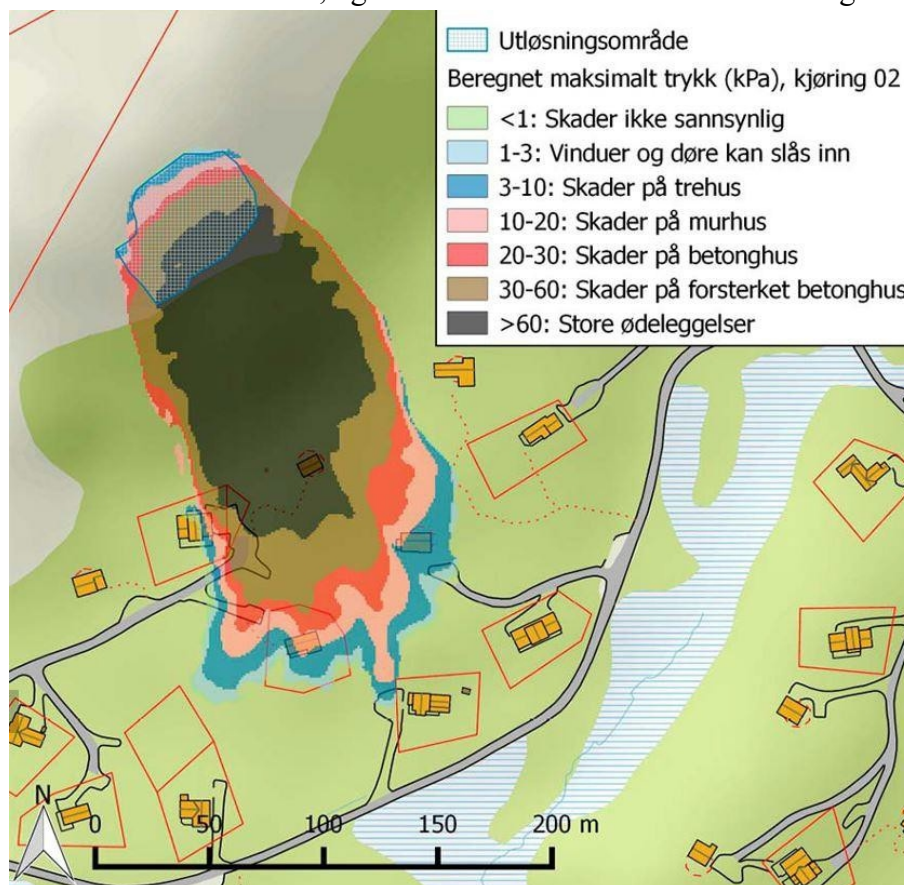 Utløsningsområde
Beregnet maksimalt trykk (kPa), kjøring 02
<1: Skader ikke sannsynlig
1-3: Vinduer og døre kan slås inn
3-10: Skader på trehus
10-20: Skader på murhus
20-30: Skader på betonghus
30-60: Skader på forsterket betonghus
>60: Store ødeleggelser
N
0 50 100 150 200 m